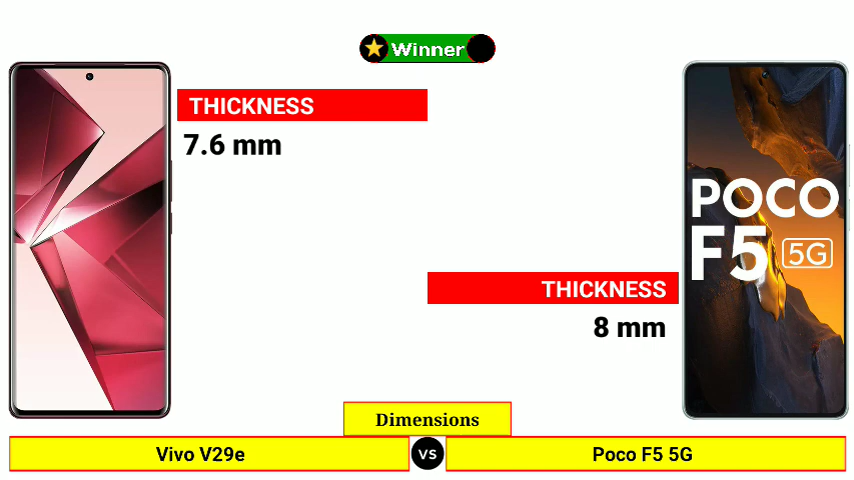 Winner
THICKNESS
7.6 mm
POCO
F5 5G
THICKNESS
8 mm
Dimensions
Vivo V29e VS Poco F5 5G